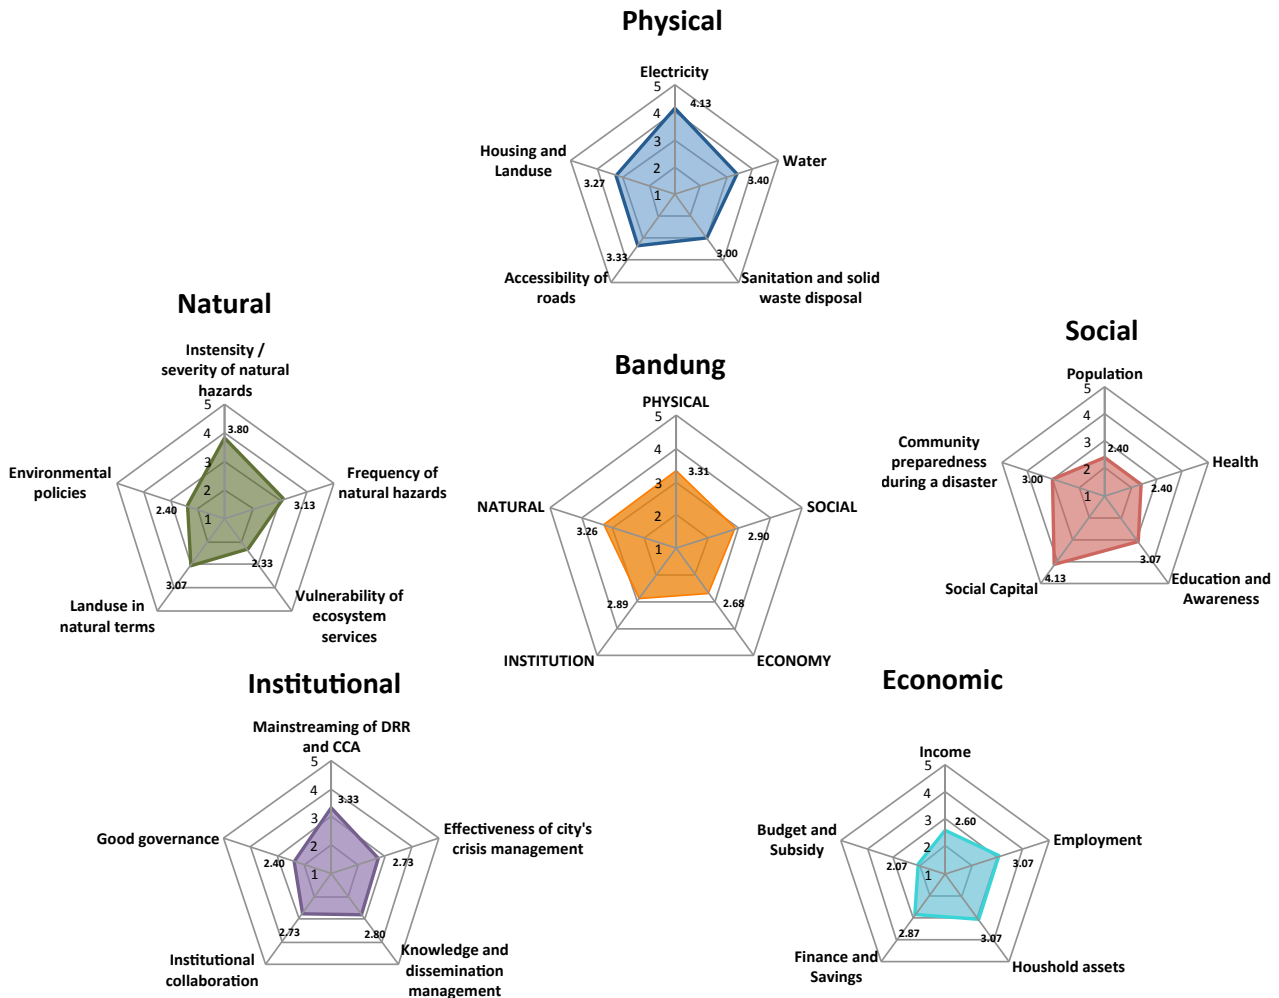 Physical
Electricity
5
4.13
4
3
2
1
Housing and
Landuse
3.27
Water
3.40
Accessibility of
roads
3.33
Sanitation and solid
waste disposal
3.00
Natural
Instensity /
severity of natural
hazards
5
4
3.80
3
2
1
Environmental
policies
2.40
Frequency of
natural hazards
3.13
2.33
3.07
Landuse in
natural terms
Vulnerability of
ecosystem
services
Bandung
PHYSICAL
5
4
3
3.31
2
1
NATURAL
3.26
SOCIAL
2.90
2.89
2.68
INSTITUTION
ECONOMY
Social
Population
5
4
3
2.40
2
1
Community
preparedness
during a disaster
3.00
Health
2.40
3.07
4.13
Social Capital
Education and
Awareness
Institutional
Mainstreaming of DRR
and CCA
5
4
3.33
3
2
1
Good governance
2.40
Effectiveness of city's
crisis management
2.73
2.73
2.80
Institutional
collaboration
Knowledge and
dissemination
management
Economic
Income
5
4
3
2.60
2
1
Budget and
Subsidy
2.07
Employment
3.07
2.87
3.07
Finance and
Savings
Houshold assets